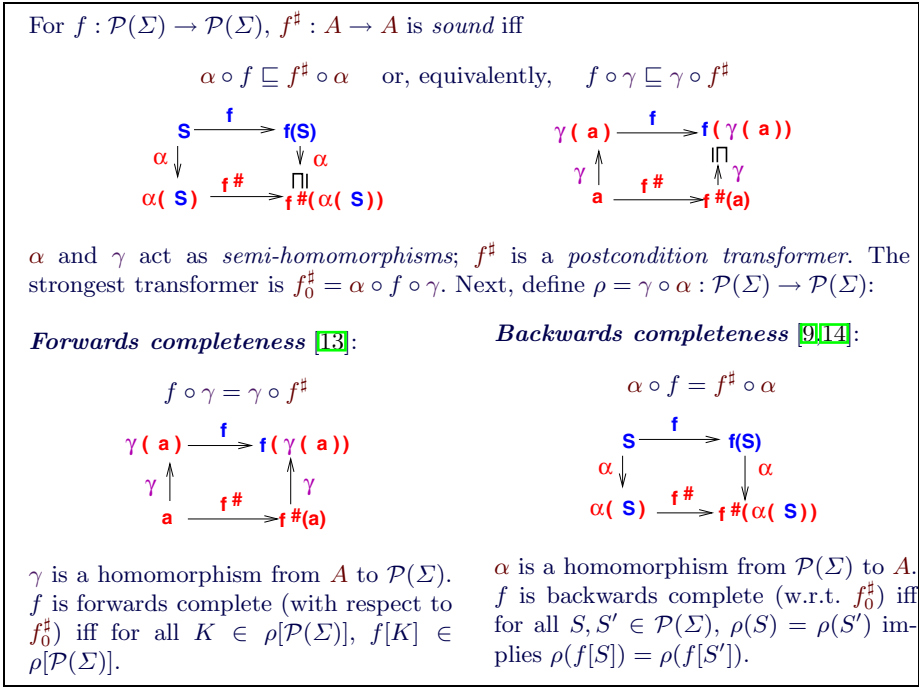 For f : P(Σ) → P(Σ), f♯ : A → A is sound iff
α ∘ f ⊑ f♯ ∘ α or, equivalently, f ∘ γ ⊑ γ ∘ f♯
f
S f(S)
α α
f#
α( S) f#(α( S))
f
γ( a) f( γ( a))
γ γ
f#
a f#(a)
α and γ act as semi-homomorphisms; f♯ is a postcondition transformer. The
strongest transformer is f♯₀ = α ∘ f ∘ γ. Next, define ρ = γ ∘ α : P(Σ) → P(Σ):
Forwards completeness [13]:
f ∘ γ = γ ∘ f♯
f
γ( a) f( γ( a))
γ γ
f#
a f#(a)
γ is a homomorphism from A to P(Σ).
f is forwards complete (with respect to
f♯₀) iff for all K ∈ ρ[P(Σ)], f[K] ∈
ρ[P(Σ)].
Backwards completeness [9,14]:
α ∘ f = f♯ ∘ α
f
S f(S)
α α
f#
α( S) f#(α( S))
α is a homomorphism from P(Σ) to A.
f is backwards complete (w.r.t. f♯₀) iff
for all S, S′ ∈ P(Σ), ρ(S) = ρ(S′) im-
plies ρ(f[S]) = ρ(f[S′]).